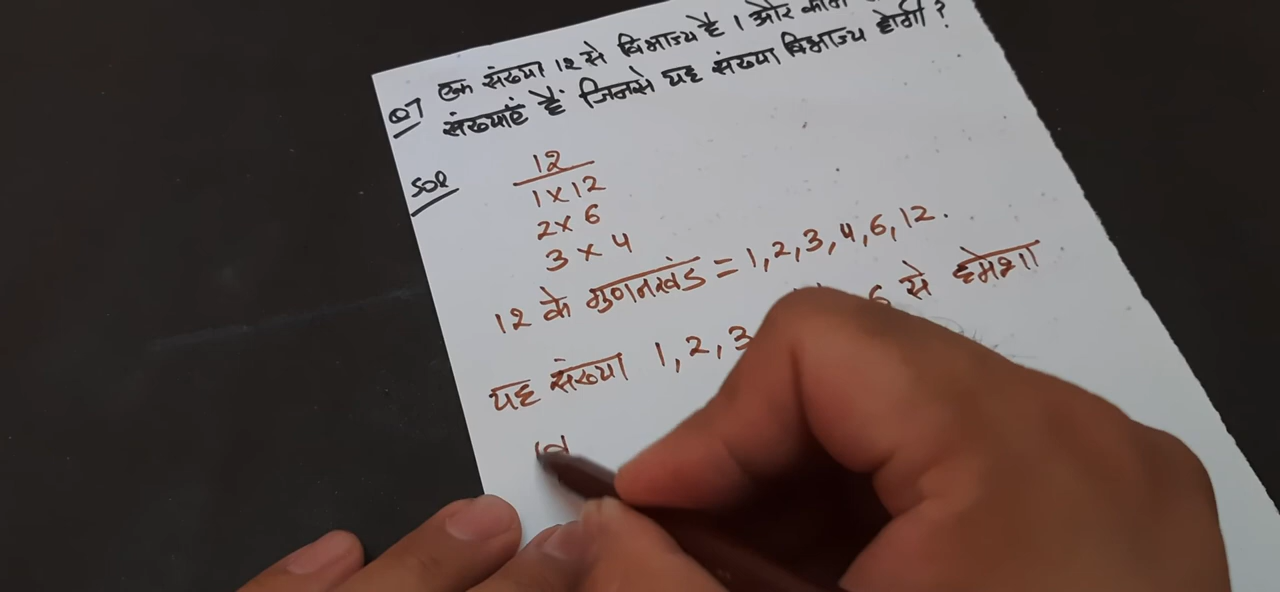 Q7 एक संख्या 12 से विभाज्य है। और कौन
संख्याएं हैं जिनसे यह संख्या विभाज्य होगी?
Sol
12
1 × 12
2 × 6
3 × 4
12 के गुणनखंड = 1, 2, 3, 4, 6, 12.
यह संख्या 1, 2, 3 6 से हमेशा